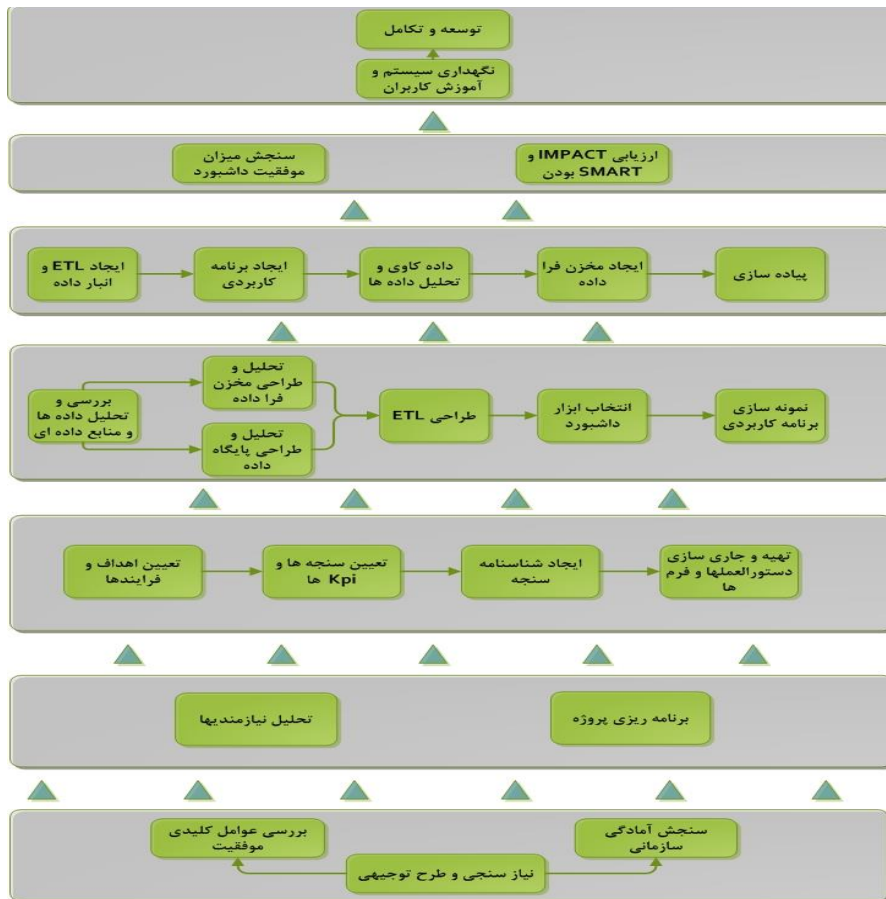 توسعه و تکامل
نگهداری سیستم و
آموزش کاربران
سنجش میزان
موفقیت داشبورد
ارزیابی IMPACT و
SMART بودن
ایجاد ETL و
انبار داده
ایجاد برنامه
کاربردی
داده کاوی و
تحلیل داده ها
ایجاد مخزن فرا
داده
پیاده سازی
بررسی و
تحلیل داده ها
و منابع داده ای
تحلیل و
طراحی مخزن
فرا داده
تحلیل و
طراحی پایگاه
داده
طراحی ETL
انتخاب ابزار
داشبورد
نمونه سازی
برنامه کاربردی
تعیین اهداف و
فرایندها
تعیین سنجه ها و
Kpi ها
ایجاد شناسنامه
سنجه
تهیه و جاری سازی
دستورالعملها و فرم
ها
تحلیل نیازمندیها
برنامه ریزی پروژه
بررسی عوامل کلیدی
موفقیت
سنجش آمادگی
سازمانی
نیاز سنجی و طرح توجیهی